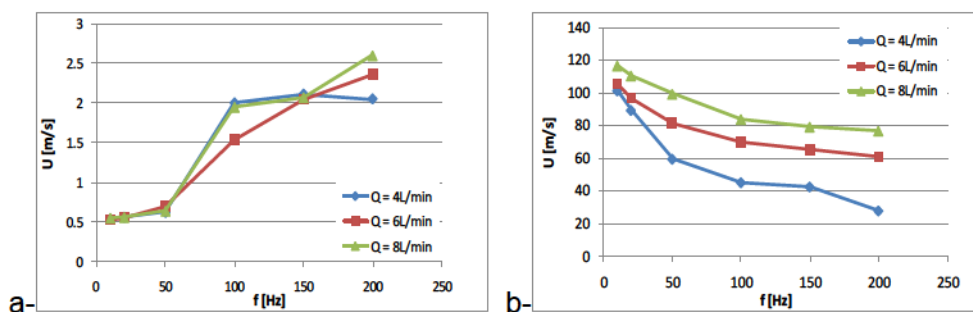 a-
U [m/s]
3
2.5
2
1.5
1
0.5
0
0 50 100 150 200 250
f [Hz]
Q = 4L/min
Q = 6L/min
Q = 8L/min
b-
U [m/s]
140
120
100
80
60
40
20
0
0 50 100 150 200 250
f [Hz]
Q = 4L/min
Q = 6L/min
Q = 8L/min